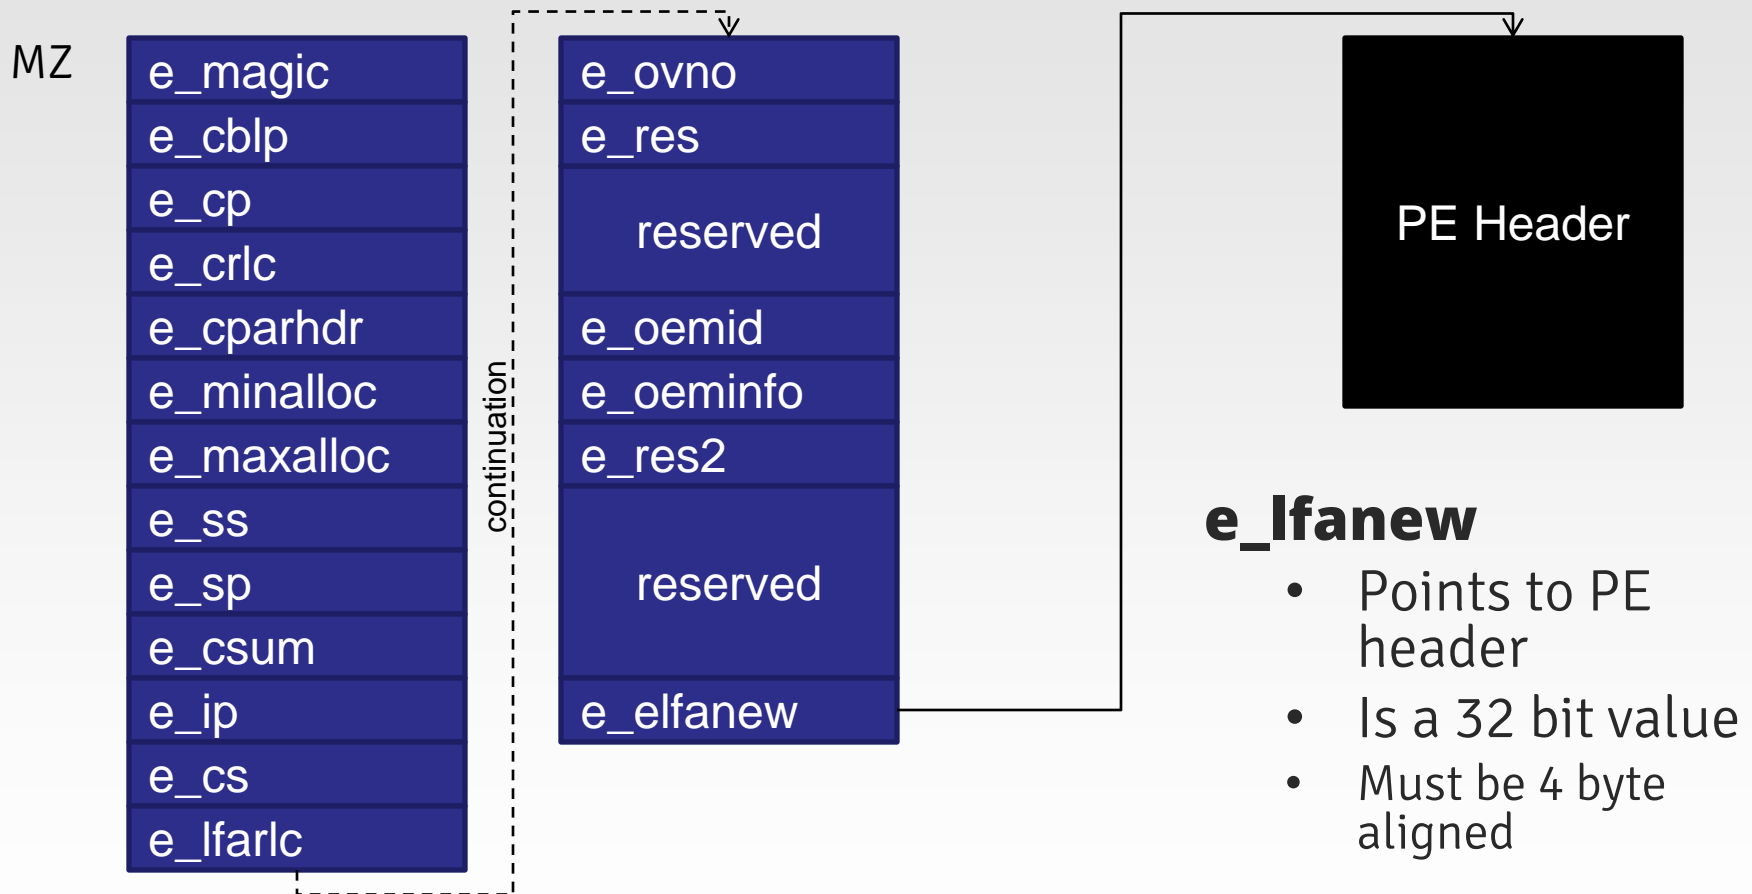 MZ
e_magic
e_cblp
e_cp
e_crlc
e_cparhdr
e_minalloc
e_maxalloc
e_ss
e_sp
e_csum
e_ip
e_cs
e_lfarlc
continuation
e_ovno
e_res
reserved
e_oemid
e_oeminfo
e_res2
reserved
e_elfanew
PE Header
e_lfanew
• Points to PE
header
• Is a 32 bit value
• Must be 4 byte
aligned